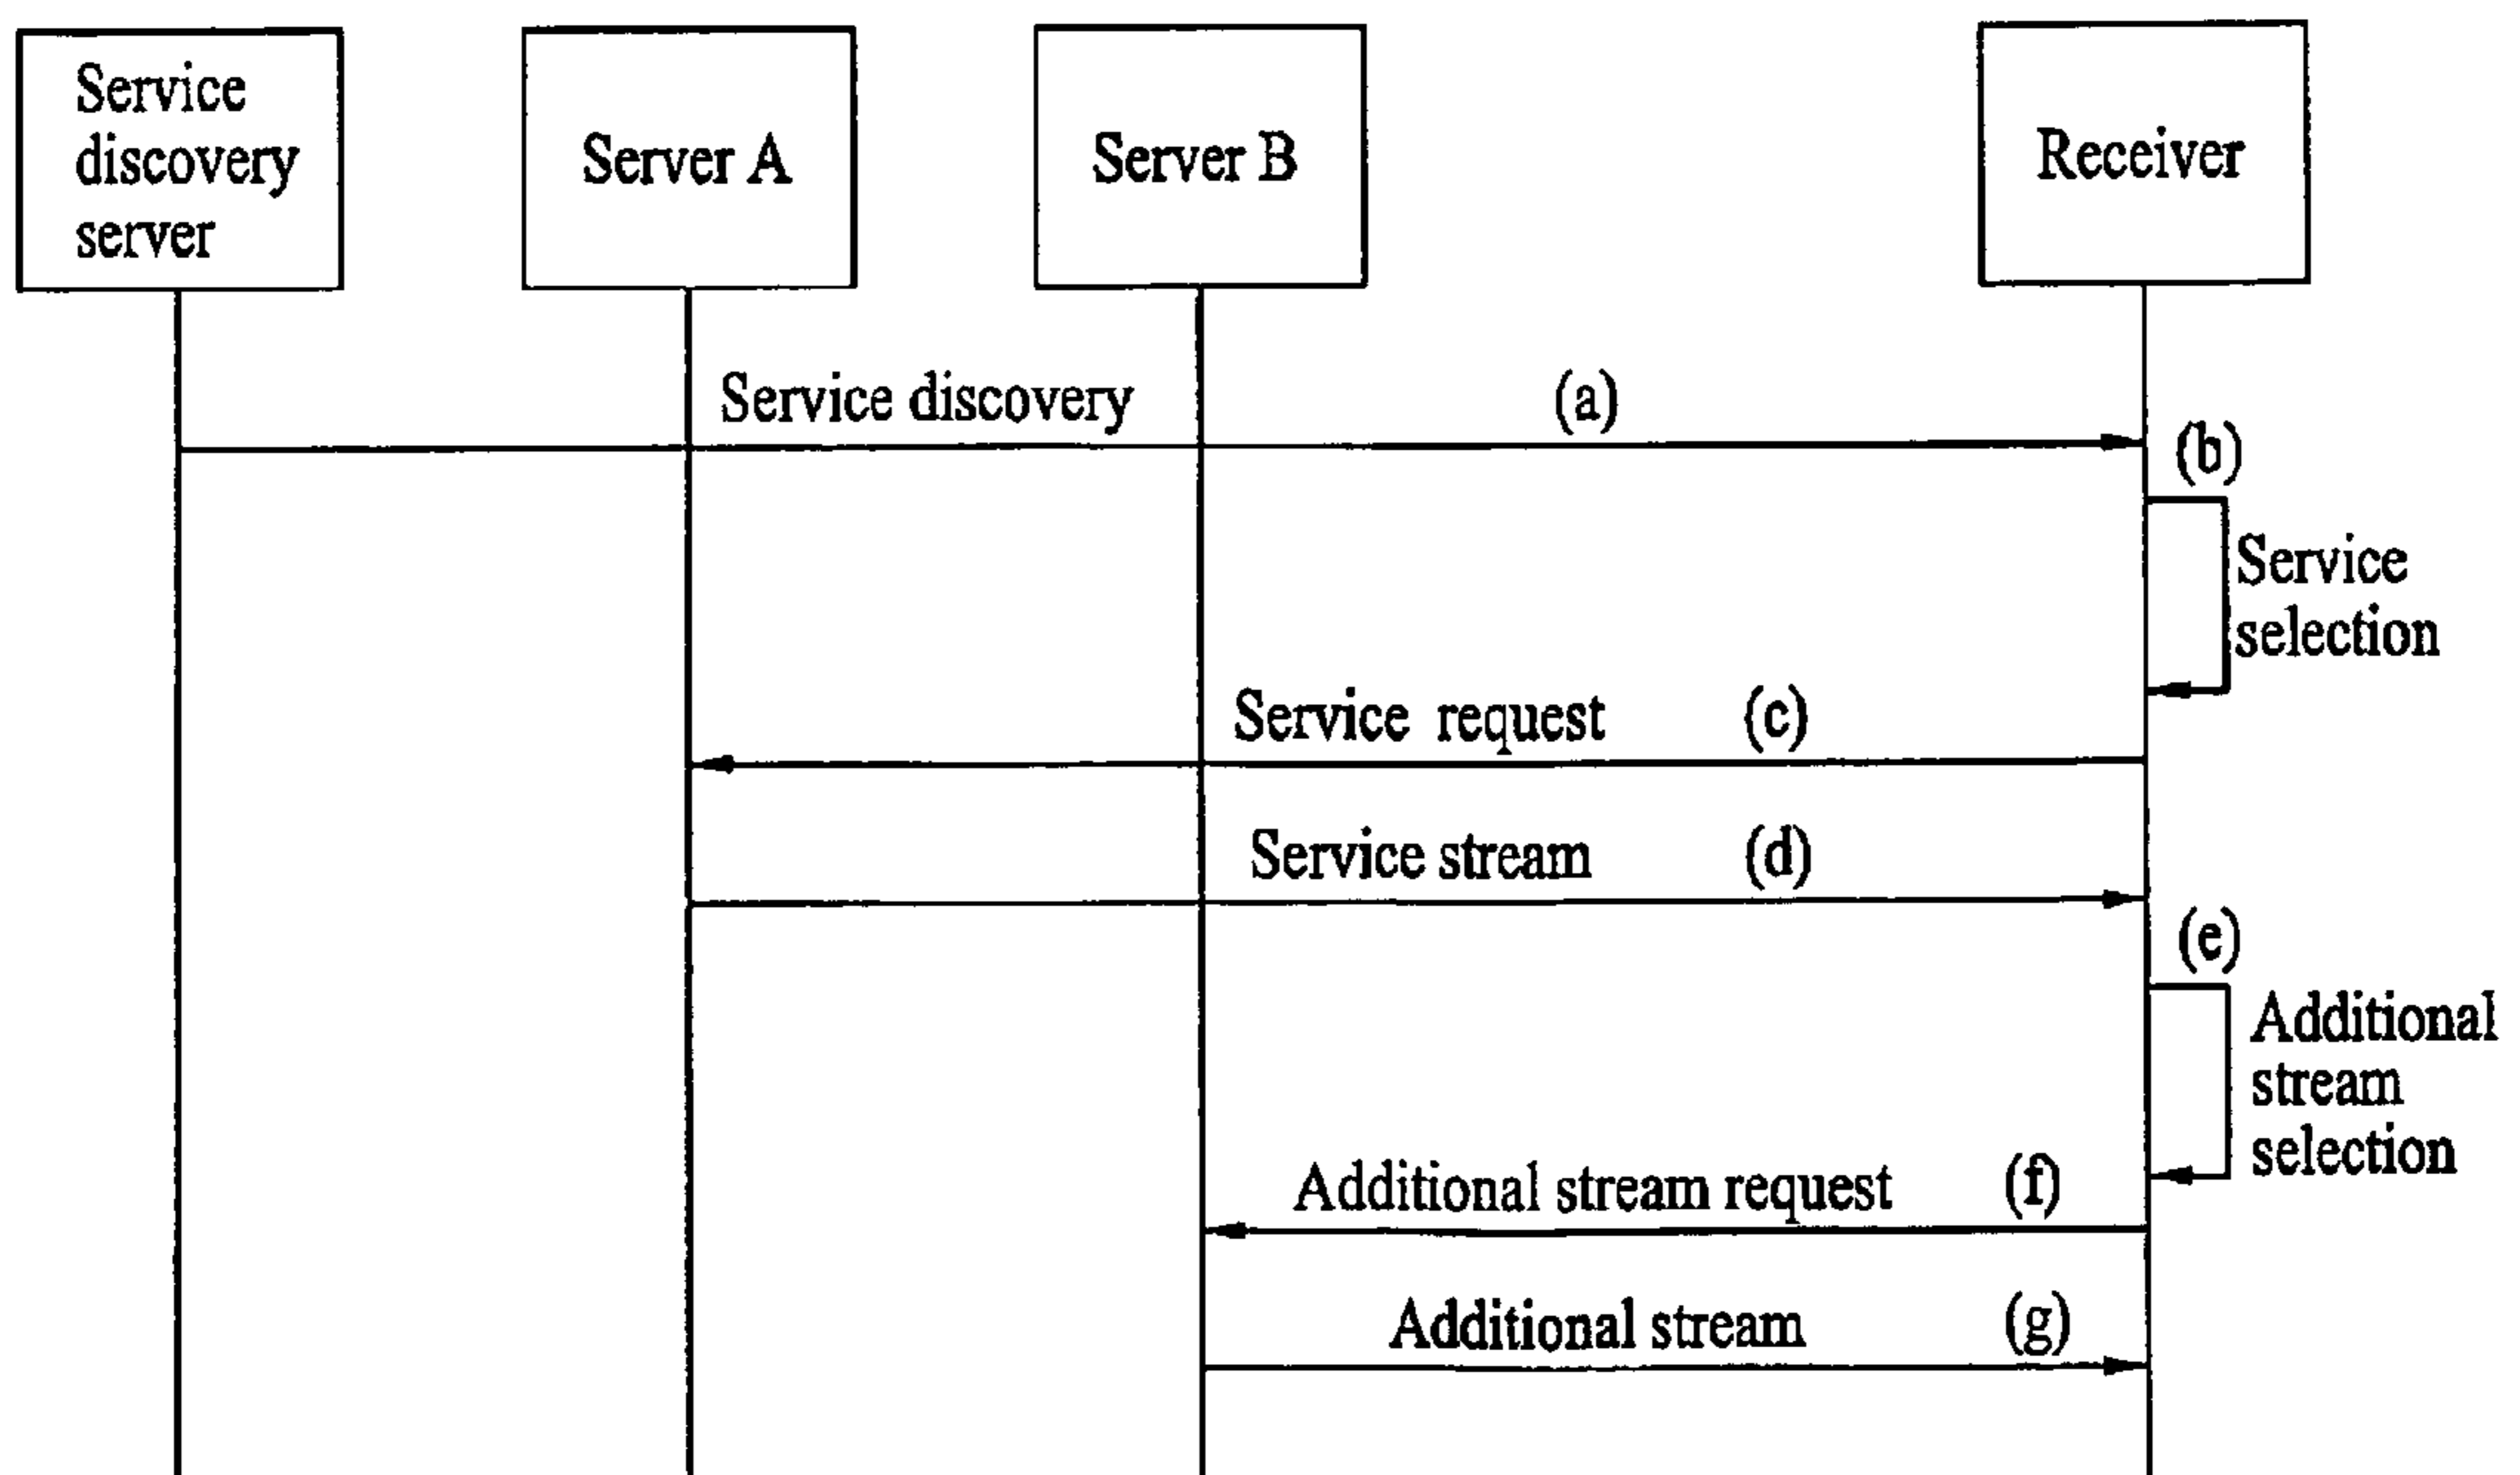 Service
discovery
server
Server A
Server B
Receiver
Service discovery (a)
(b)
Service
selection
Service request (c)
Service stream (d)
(e)
Additional
stream
selection
Additional stream request (f)
Additional stream (g)